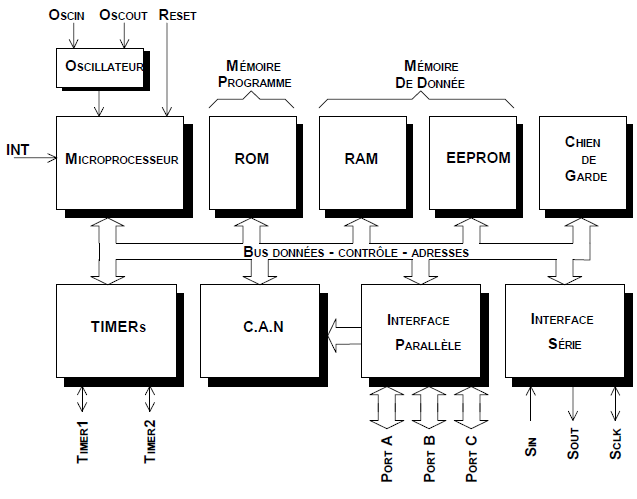 OSCIN OSCOUT RESET
OSCILLATEUR
MÉMOIRE
PROGRAMME
MÉMOIRE
DE DONNÉE
INT
MICROPROCESSEUR
ROM
RAM
EEPROM
CHIEN
DE
GARDE
BUS DONNÉES - CONTRÔLE - ADRESSES
TIMERs
C.A.N
INTERFACE
PARALLÈLE
INTERFACE
SÉRIE
TIMER1
TIMER2
PORT A
PORT B
PORT C
SIN
SOUT
SCLK